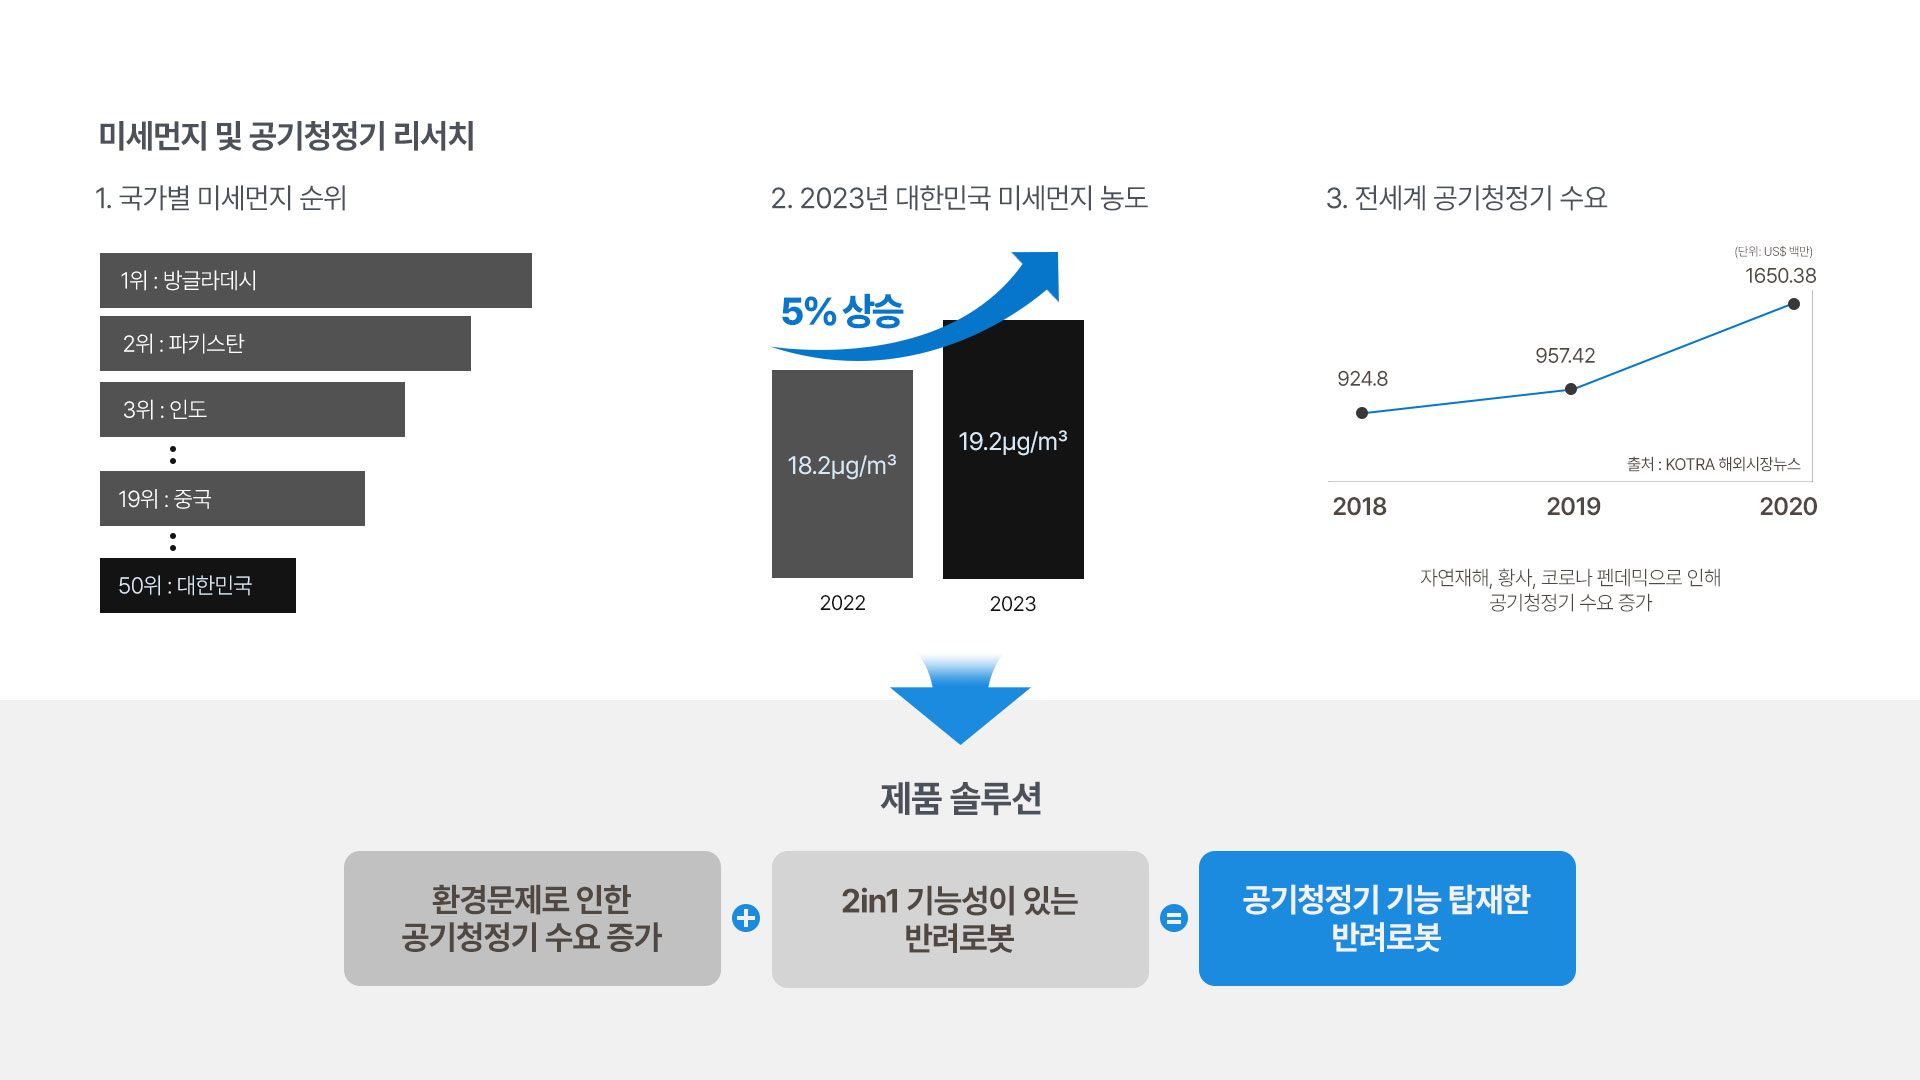 미세먼지 및 공기청정기 리서치
1. 국가별 미세먼지 순위
1위 : 방글라데시
2위 : 파키스탄
3위 : 인도
19위 : 중국
50위 : 대한민국
2. 2023년 대한민국 미세먼지 농도
5% 상승
18.2µg/m³
19.2µg/m³
2022
2023
3. 전세계 공기청정기 수요
(단위: US$ 백만)
1650.38
957.42
924.8
출처 : KOTRA 해외시장뉴스
2018
2019
2020
자연재해, 황사, 코로나 펜데믹으로 인해
공기청정기 수요 증가
제품 솔루션
환경문제로 인한
공기청정기 수요 증가
+
2in1 기능성이 있는
반려로봇
=
공기청정기 기능 탑재한
반려로봇